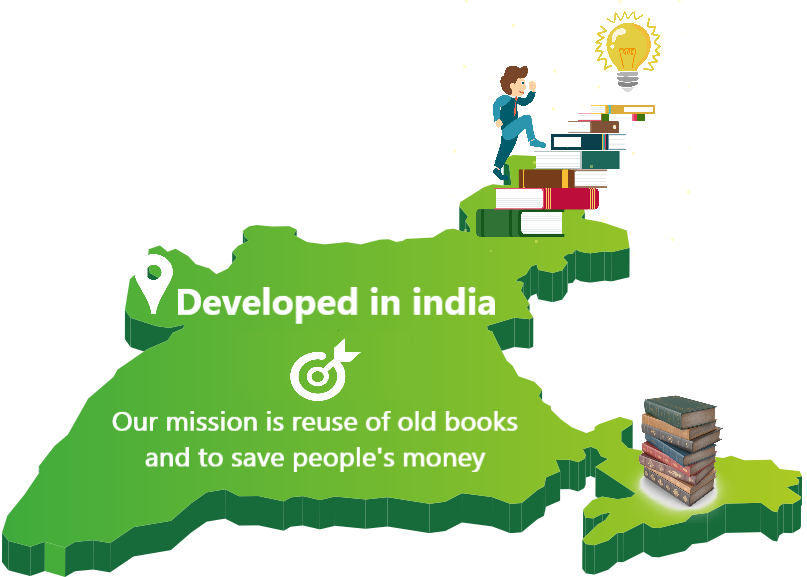 Developed in india
Our mission is reuse of old books
and to save people's money